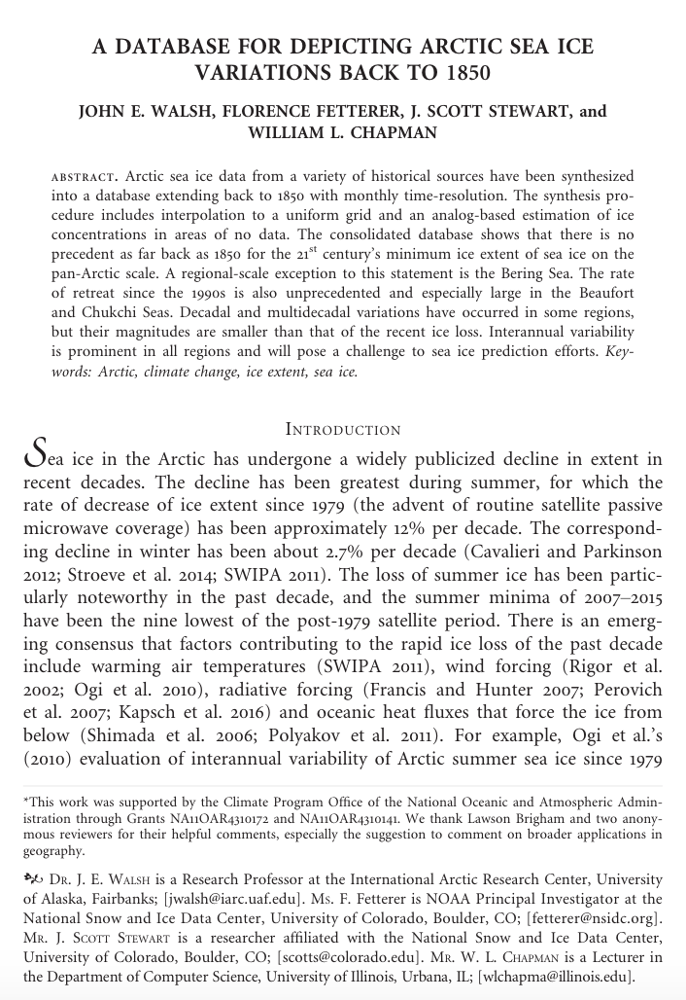 A DATABASE FOR DEPICTING ARCTIC SEA ICE
VARIATIONS BACK TO 1850
JOHN E. WALSH, FLORENCE FETTERER, J. SCOTT STEWART, and
WILLIAM L. CHAPMAN
ABSTRACT. Arctic sea ice data from a variety of historical sources have been synthesized
into a database extending back to 1850 with monthly time-resolution. The synthesis pro-
cedure includes interpolation to a uniform grid and an analog-based estimation of ice
concentrations in areas of no data. The consolidated database shows that there is no
precedent as far back as 1850 for the 21st century's minimum ice extent of sea ice on the
pan-Arctic scale. A regional-scale exception to this statement is the Bering Sea. The rate
of retreat since the 1990s is also unprecedented and especially large in the Beaufort
and Chukchi Seas. Decadal and multidecadal variations have occurred in some regions,
but their magnitudes are smaller than that of the recent ice loss. Interannual variability
is prominent in all regions and will pose a challenge to sea ice prediction efforts. Key-
words: Arctic, climate change, ice extent, sea ice.
INTRODUCTION
Sea ice in the Arctic has undergone a widely publicized decline in extent in
recent decades. The decline has been greatest during summer, for which the
rate of decrease of ice extent since 1979 (the advent of routine satellite passive
microwave coverage) has been approximately 12% per decade. The correspond-
ing decline in winter has been about 2.7% per decade (Cavalieri and Parkinson
2012; Stroeve et al. 2014; SWIPA 2011). The loss of summer ice has been partic-
ularly noteworthy in the past decade, and the summer minima of 2007–2015
have been the nine lowest of the post-1979 satellite period. There is an emerg-
ing consensus that factors contributing to the rapid ice loss of the past decade
include warming air temperatures (SWIPA 2011), wind forcing (Rigor et al.
2002; Ogi et al. 2010), radiative forcing (Francis and Hunter 2007; Perovich
et al. 2007; Kapsch et al. 2016) and oceanic heat fluxes that force the ice from
below (Shimada et al. 2006; Polyakov et al. 2011). For example, Ogi et al.'s
(2010) evaluation of interannual variability of Arctic summer sea ice since 1979
*This work was supported by the Climate Program Office of the National Oceanic and Atmospheric Admin-
istration through Grants NA11OAR4310172 and NA11OAR4310141. We thank Lawson Brigham and two anony-
mous reviewers for their helpful comments, especially the suggestion to comment on broader applications in
geography.
DR. J. E. WALSH is a Research Professor at the International Arctic Research Center, University
of Alaska, Fairbanks; [jwalsh@iarc.uaf.edu]. MS. F. Fetterer is NOAA Principal Investigator at the
National Snow and Ice Data Center, University of Colorado, Boulder, CO; [fetterer@nsidc.org].
MR. J. SCOTT STEWART is a researcher affiliated with the National Snow and Ice Data Center,
University of Colorado, Boulder, CO; [scotts@colorado.edu]. MR. W. L. CHAPMAN is a Lecturer in
the Department of Computer Science, University of Illinois, Urbana, IL; [wlchapma@illinois.edu].